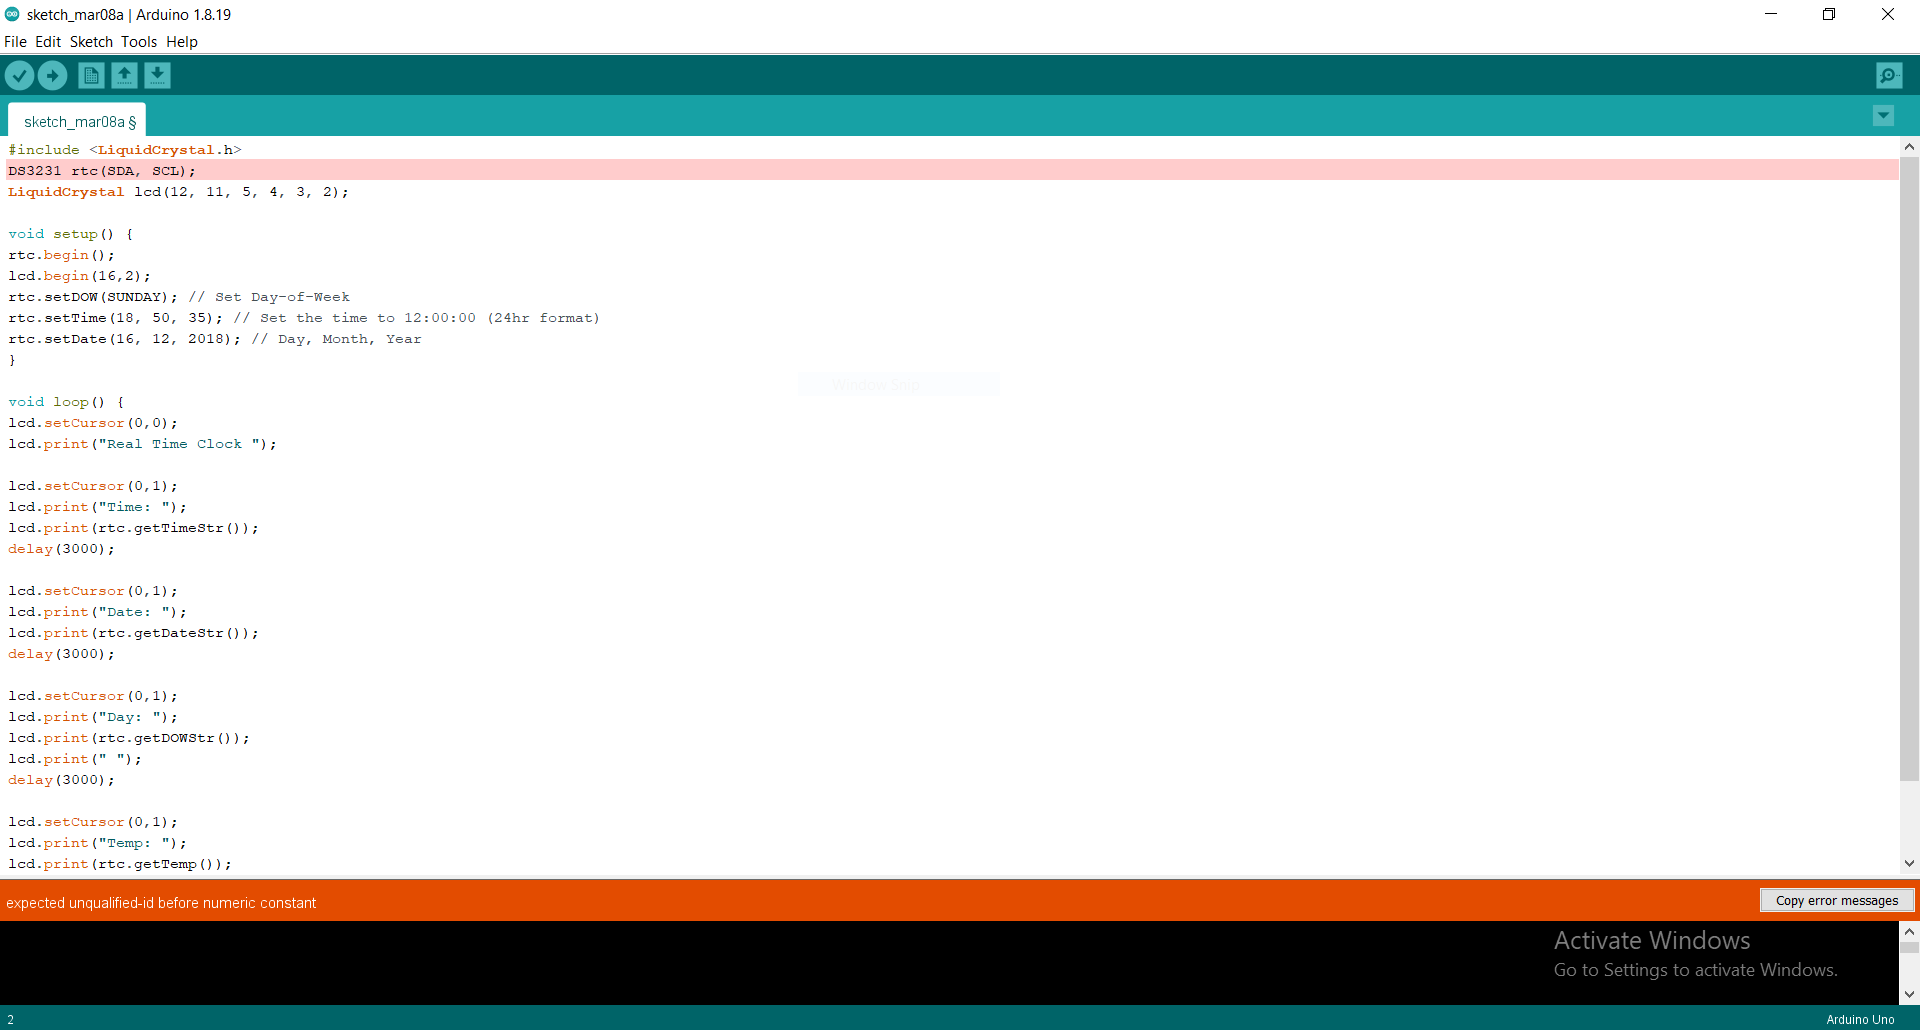 sketch_mar08a | Arduino 1.8.19
File Edit Sketch Tools Help
sketch_mar08a §
#include <LiquidCrystal.h>
DS3231 rtc(SDA, SCL);
LiquidCrystal lcd(12, 11, 5, 4, 3, 2);
void setup() {
rtc.begin();
lcd.begin(16,2);
rtc.setDOW(SUNDAY); // Set Day-of-Week
rtc.setTime(18, 50, 35); // Set the time to 12:00:00 (24hr format)
rtc.setDate(16, 12, 2018); // Day, Month, Year
}
Window Snip
void loop() {
lcd.setCursor(0,0);
lcd.print("Real Time Clock ");
lcd.setCursor(0,1);
lcd.print("Time: ");
lcd.print(rtc.getTimeStr());
delay(3000);
lcd.setCursor(0,1);
lcd.print("Date: ");
lcd.print(rtc.getDateStr());
delay(3000);
lcd.setCursor(0,1);
lcd.print("Day: ");
lcd.print(rtc.getDOWStr());
lcd.print(" ");
delay(3000);
lcd.setCursor(0,1);
lcd.print("Temp: ");
lcd.print(rtc.getTemp());
expected unqualified-id before numeric constant
Copy error messages
Activate Windows
Go to Settings to activate Windows.
2
Arduino Uno